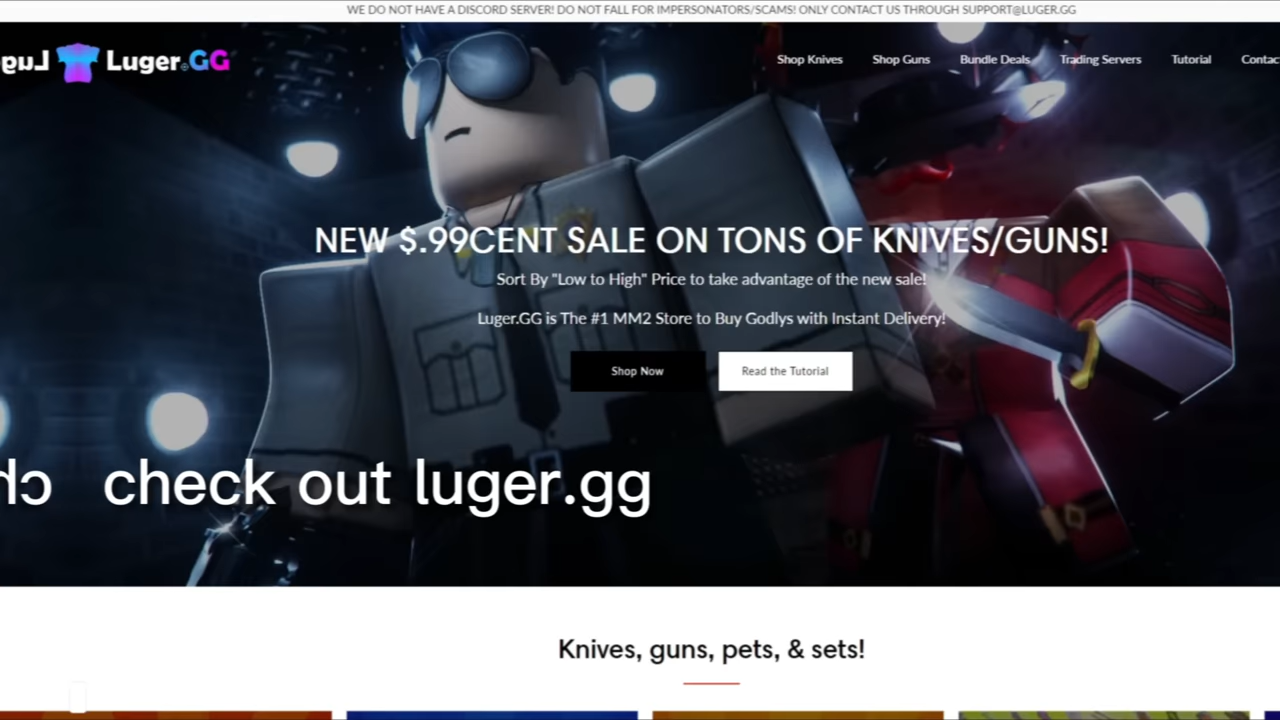 WE DO NOT HAVE A DISCORD SERVER! DO NOT FALL FOR IMPERSONATORS/SCAMS! ONLY CONTACT US THROUGH SUPPORT@LUGER.GG
Luger.GG
Shop Knives Shop Guns Bundle Deals Trading Servers Tutorial Contac
NEW $.99CENT SALE ON TONS OF KNIVES/GUNS!
Sort By "Low to High" Price to take advantage of the new sale!
Luger.GG is The #1 MM2 Store to Buy Godlys with Instant Delivery!
Shop Now Read the Tutorial
check out luger.gg
Knives, guns, pets, & sets!